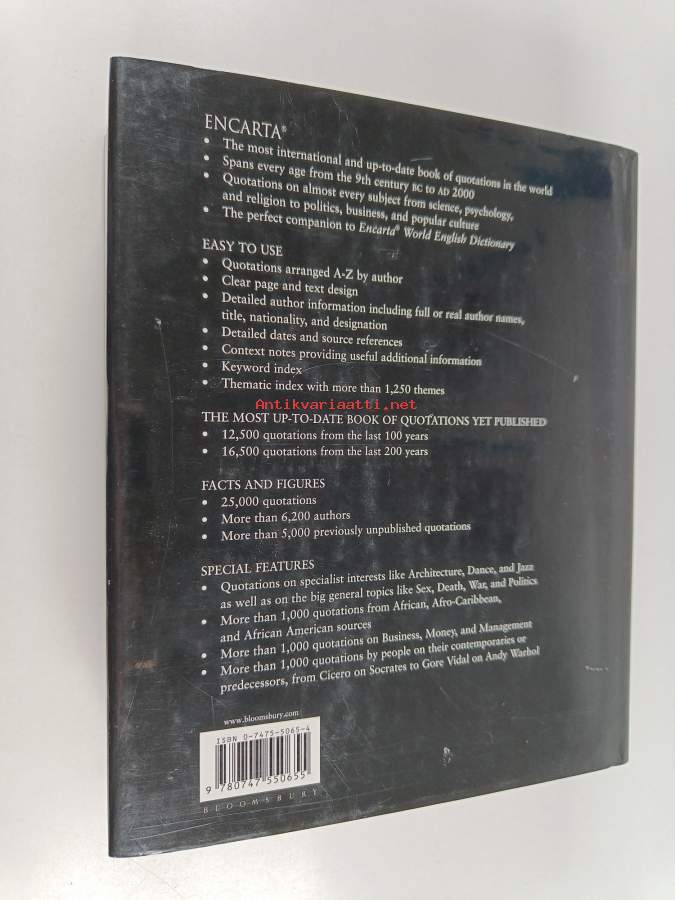 ENCARTA®
• The most international and up-to-date book of quotations in the world
• Spans every age from the 9th century BC to AD 2000
• Quotations on almost every subject from science, psychology,
and religion to politics, business, and popular culture
• The perfect companion to Encarta® World English Dictionary
EASY TO USE
• Quotations arranged A-Z by author
• Clear page and text design
• Detailed author information including full or real author names,
title, nationality, and designation
• Detailed dates and source references
• Context notes providing useful additional information
• Keyword index
• Thematic index with more than 1,250 themes
Antikvariaatti.net
THE MOST UP-TO-DATE BOOK OF QUOTATIONS YET PUBLISHED
• 12,500 quotations from the last 100 years
• 16,500 quotations from the last 200 years
FACTS AND FIGURES
• 25,000 quotations
• More than 6,200 authors
• More than 5,000 previously unpublished quotations
SPECIAL FEATURES
• Quotations on specialist interests like Architecture, Dance, and Jazz
as well as on the big general topics like Sex, Death, War, and Politics
• More than 1,000 quotations from African, Afro-Caribbean,
and African American sources
• More than 1,000 quotations on Business, Money, and Management
• More than 1,000 quotations by people on their contemporaries or
predecessors, from Cicero on Socrates to Gore Vidal on Andy Warhol
www.bloomsbury.com
ISBN 0-7475-5065-4
9 780747 550655
BLOOMSBURY